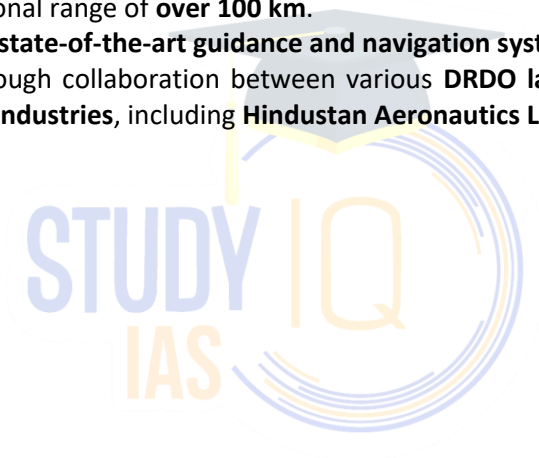 onal range of over 100 km.
state-of-the-art guidance and navigation syst
ough collaboration between various DRDO la
ndustries, including Hindustan Aeronautics L
STUDY IQ
IAS